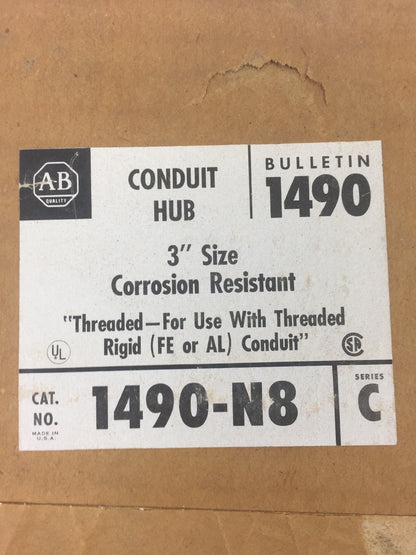 A-B
QUALITY
CONDUIT
HUB
BULLETIN
1490
3" Size
Corrosion Resistant
"Threaded—For Use With Threaded
Rigid (FE or AL) Conduit"
UL
SA
CAT.
NO.
MADE IN
U.S.A.
1490-N8
SERIES
C